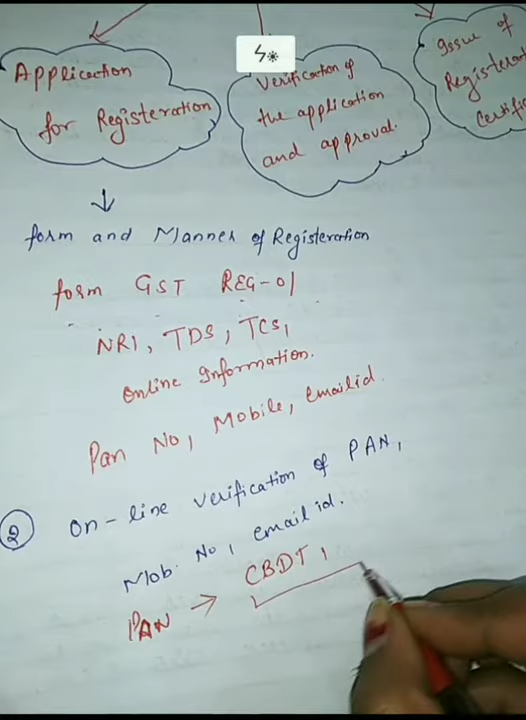 Application
for Registeration
Verification of
the application
and approval.
Issue of
Registerat
Certifi
form and Manner of Registeration
form GST REG-01
NRI, TDS, TCS,
Online Information.
Pan No, Mobile, emailid.
② On-line verification of PAN,
Mob. No, email id.
PAN → CBDT,